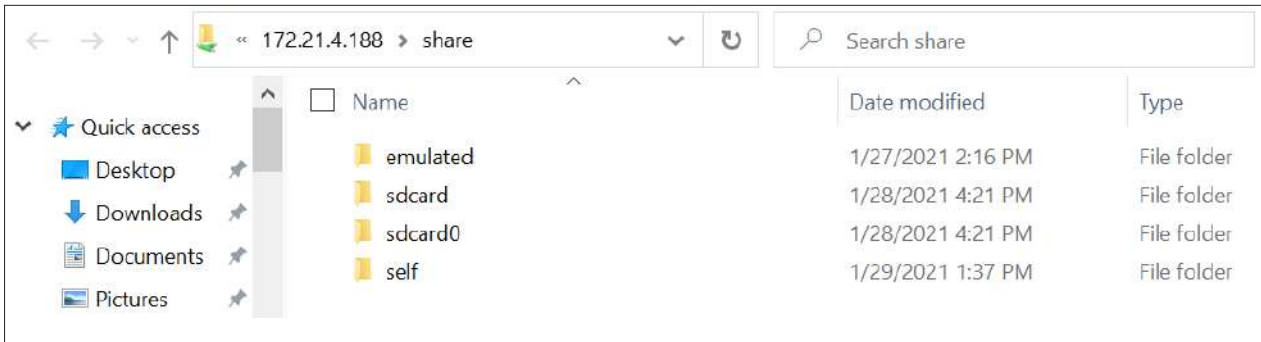 « 172.21.4.188 > share
Search share
Name Date modified Type
Quick access
Desktop
Downloads
Documents
Pictures
emulated 1/27/2021 2:16 PM File folder
sdcard 1/28/2021 4:21 PM File folder
sdcard0 1/28/2021 4:21 PM File folder
self 1/29/2021 1:37 PM File folder